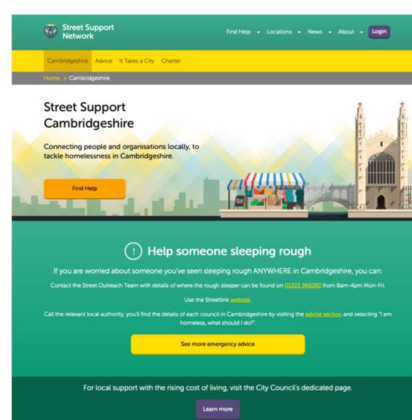 Street Support
Network
Find Help
Locations
News
About
Login
Cambridgeshire
Advice
It Takes a City
Charter
Home > Cambridgeshire
Street Support
Cambridgeshire
Connecting people and organisations locally, to
tackle homelessness in Cambridgeshire.
Find Help
! Help someone sleeping rough
If you are worried about someone you've seen sleeping rough ANYWHERE in Cambridgeshire, you can:
Contact the Street Outreach Team with details of where the rough sleeper can be found on 01223 366292 from 8am–4pm Mon-Fri.
Use the Streetlink website.
Call the relevant local authority, you'll find the details of each council in Cambridgeshire by visiting the advice section and selecting "I am
homeless, what should I do?".
See more emergency advice
For local support with the rising cost of living, visit the City Council's dedicated page.
Learn more